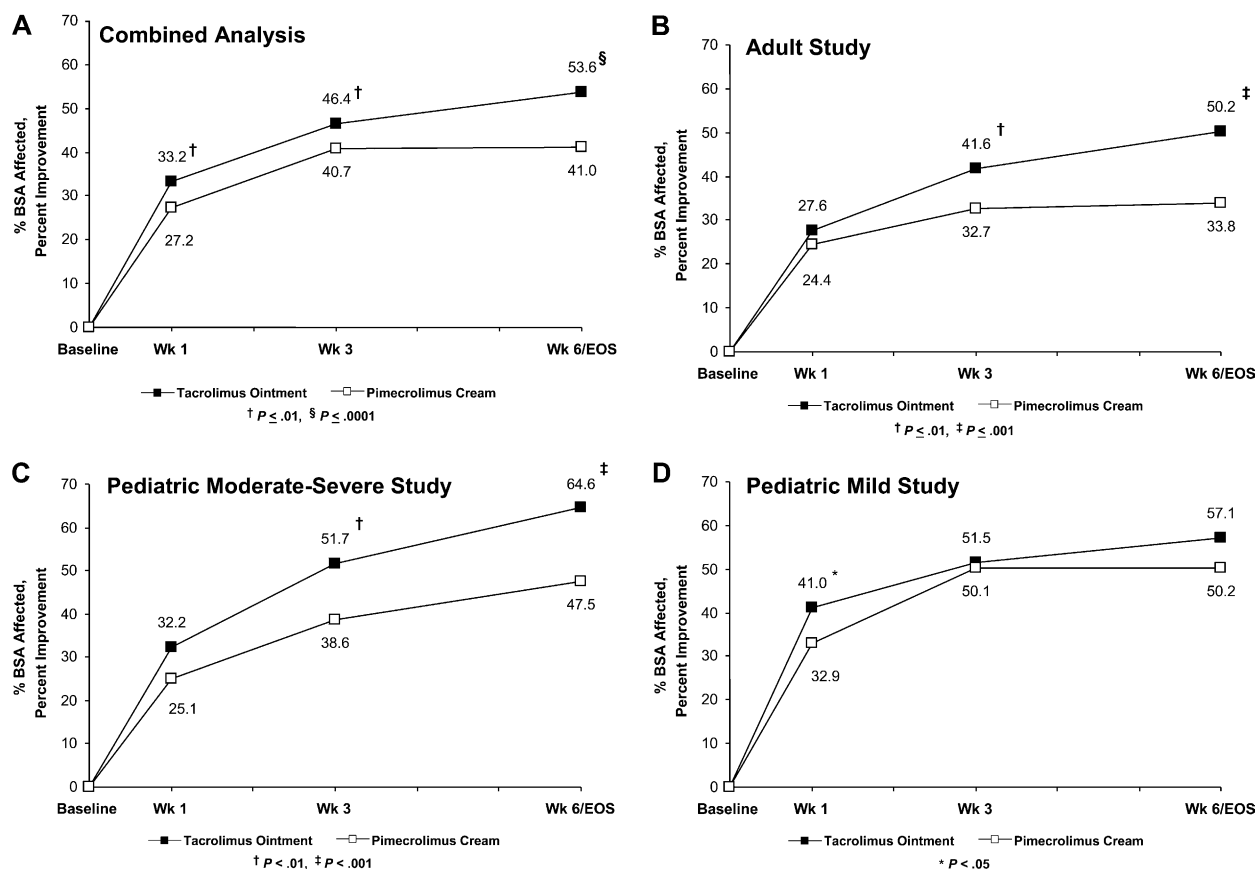 A
Combined Analysis
% BSA Affected,
Percent Improvement
70
60
50
40
30
20
10
0
33.2†
46.4†
53.6§
27.2
40.7
41.0
Baseline Wk 1 Wk 3 Wk 6/EOS
Tacrolimus Ointment Pimecrolimus Cream
† P ≤ .01, § P ≤ .0001
B
Adult Study
% BSA Affected,
Percent Improvement
70
60
50
40
30
20
10
0
27.6
41.6†
50.2‡
24.4
32.7
33.8
Baseline Wk 1 Wk 3 Wk 6/EOS
Tacrolimus Ointment Pimecrolimus Cream
† P ≤ .01, ‡ P ≤ .001
C
Pediatric Moderate-Severe Study
% BSA Affected,
Percent Improvement
70
60
50
40
30
20
10
0
32.2
51.7†
64.6‡
25.1
38.6
47.5
Baseline Wk 1 Wk 3 Wk 6/EOS
Tacrolimus Ointment Pimecrolimus Cream
† P < .01, ‡ P < .001
D
Pediatric Mild Study
% BSA Affected,
Percent Improvement
70
60
50
40
30
20
10
0
41.0*
51.5
57.1
32.9
50.1
50.2
Baseline Wk 1 Wk 3 Wk 6/EOS
Tacrolimus Ointment Pimecrolimus Cream
* P < .05